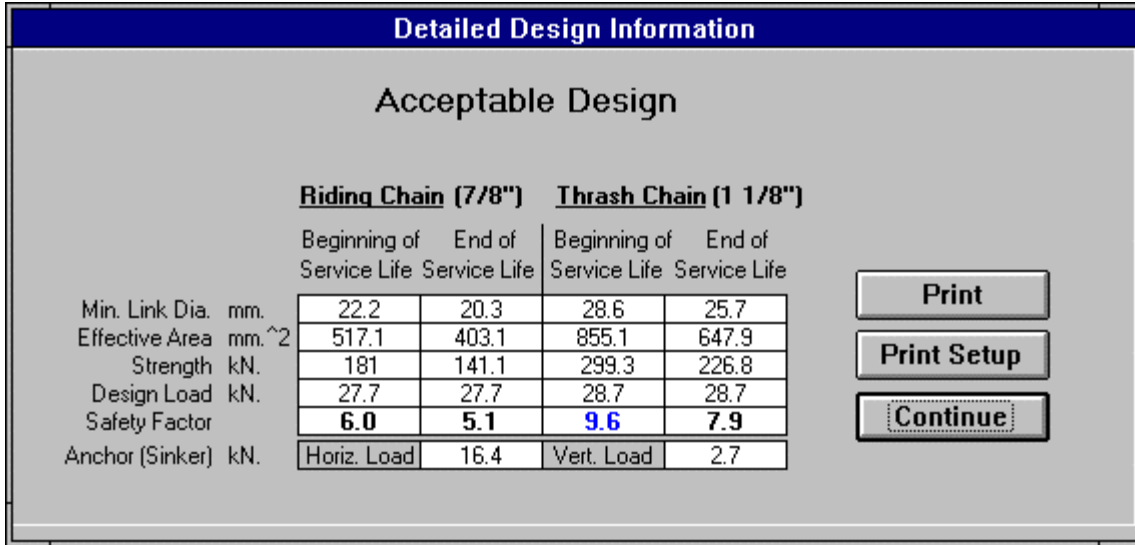 Detailed Design Information
Acceptable Design
Riding Chain (7/8") Thrash Chain (1 1/8")
Beginning of End of Beginning of End of
Service Life Service Life Service Life Service Life
Min. Link Dia. mm. 22.2 20.3 28.6 25.7
Effective Area mm.^2 517.1 403.1 855.1 647.9
Strength kN. 181 141.1 299.3 226.8
Design Load kN. 27.7 27.7 28.7 28.7
Safety Factor 6.0 5.1 9.6 7.9
Anchor (Sinker) kN. Horiz. Load 16.4 Vert. Load 2.7
Print
Print Setup
Continue